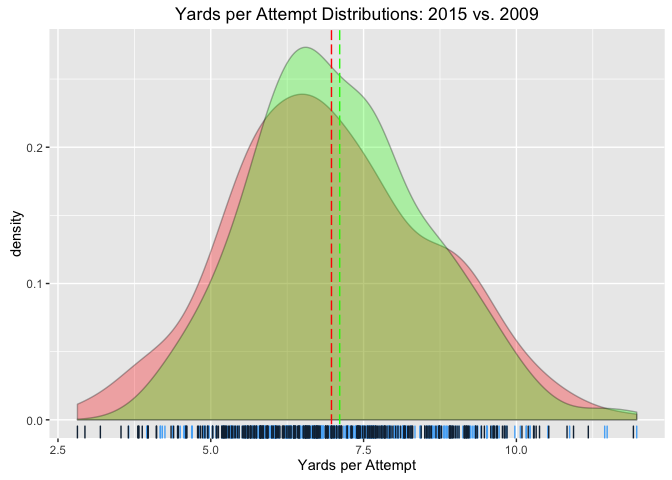 Yards per Attempt Distributions: 2015 vs. 2009
density
0.2
0.1
0.0
2.5 5.0 7.5 10.0
Yards per Attempt